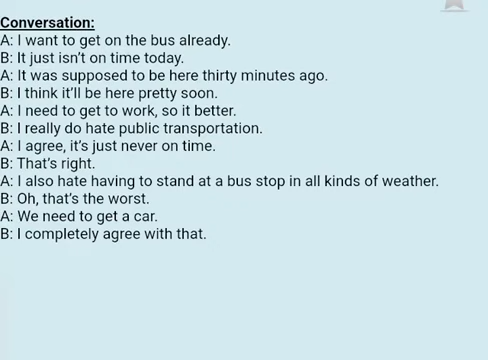 Conversation:
A: I want to get on the bus already.
B: It just isn’t on time today.
A: It was supposed to be here thirty minutes ago.
B: I think it’ll be here pretty soon.
A: I need to get to work, so it better.
B: I really do hate public transportation.
A: I agree, it’s just never on time.
B: That’s right.
A: I also hate having to stand at a bus stop in all kinds of weather.
B: Oh, that’s the worst.
A: We need to get a car.
B: I completely agree with that.